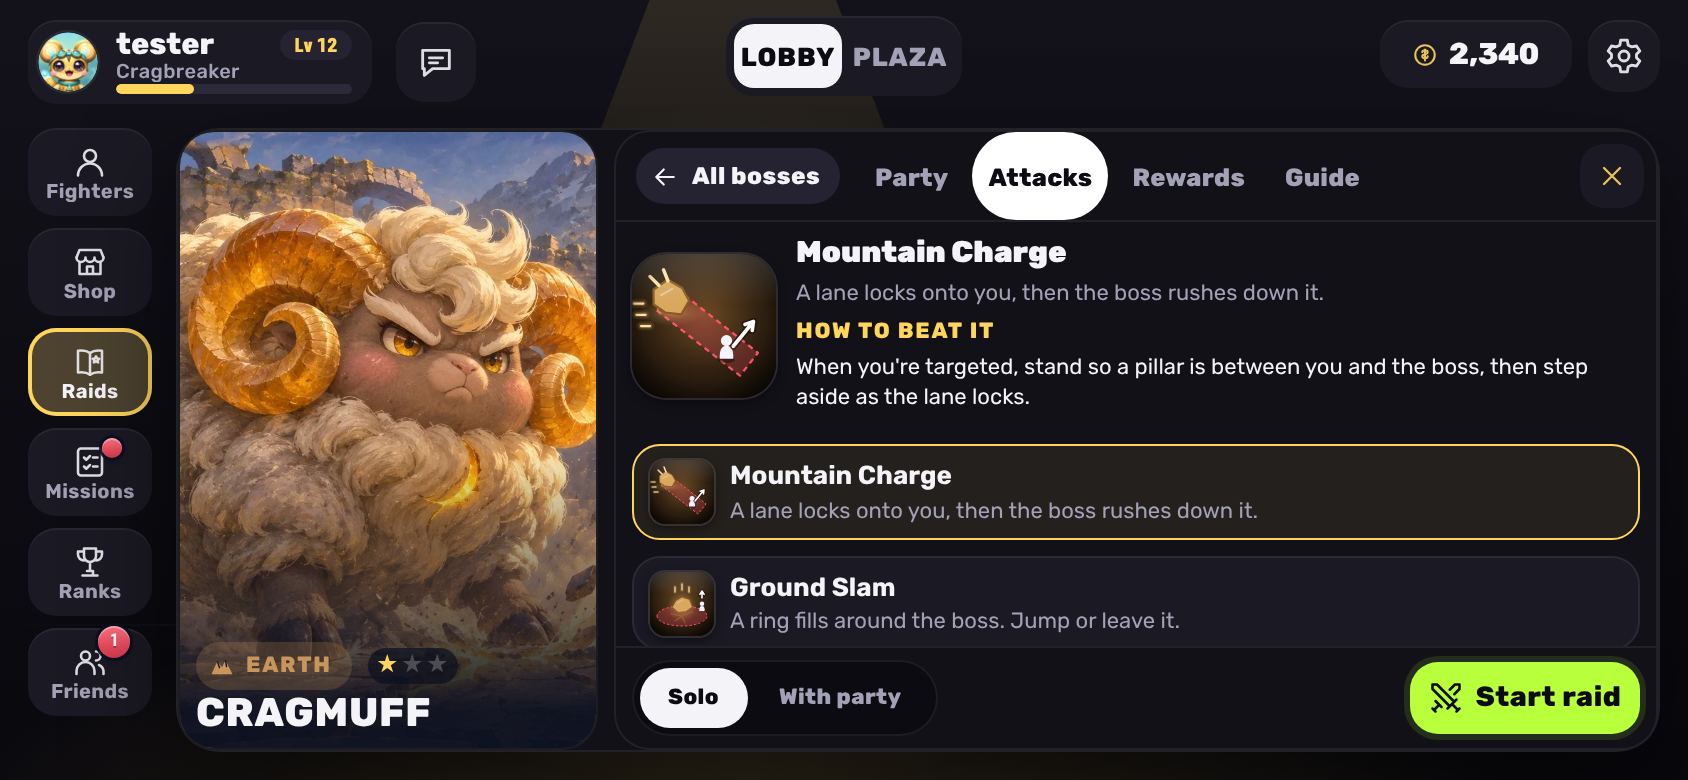 tester
Lv 12
Cragbreaker
LOBBY
PLAZA
2,340
Fighters
Shop
Raids
Missions
Ranks
1
Friends
EARTH
CRAGMUFF
All bosses
Party
Attacks
Rewards
Guide
Mountain Charge
A lane locks onto you, then the boss rushes down it.
HOW TO BEAT IT
When you're targeted, stand so a pillar is between you and the boss, then step
aside as the lane locks.
Mountain Charge
A lane locks onto you, then the boss rushes down it.
Ground Slam
A ring fills around the boss. Jump or leave it.
Solo
With party
Start raid